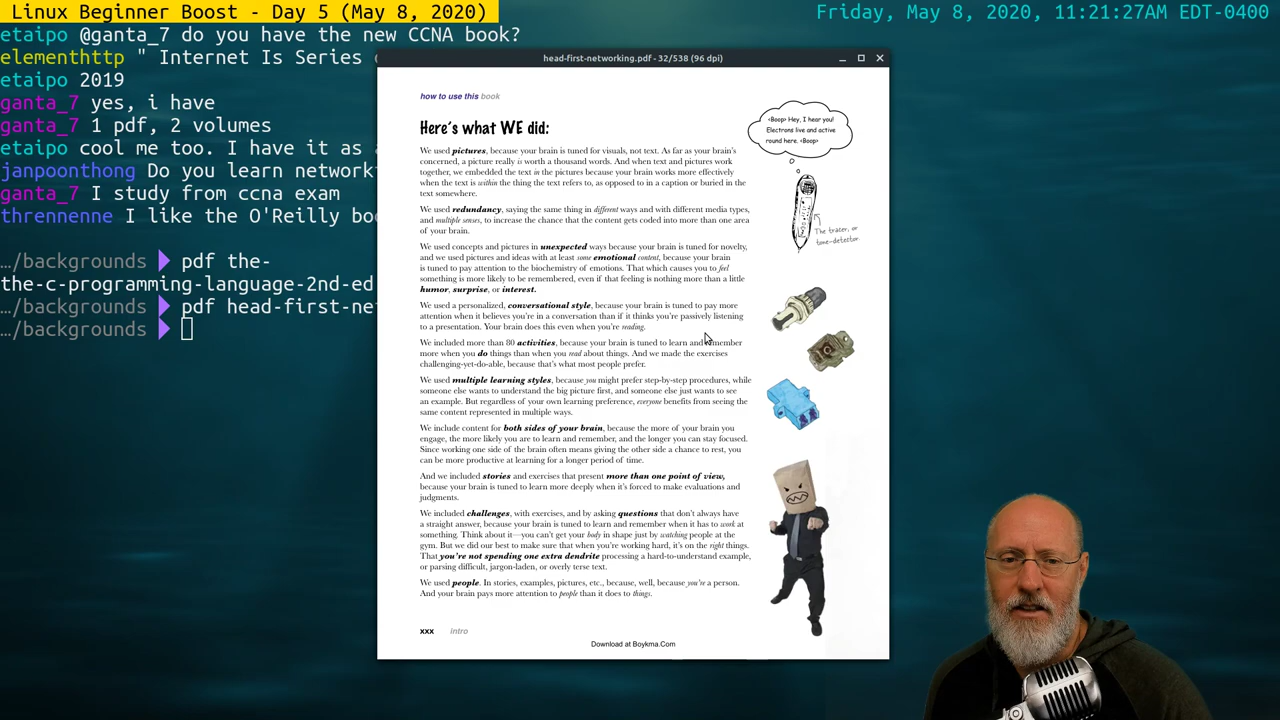 Linux Beginner Boost - Day 5 (May 8, 2020)
Friday, May 8, 2020, 11:21:27AM EDT-0400
etaipo @ganta_7 do you have the new CCNA book?
elementhttp " Internet Is Series
etaipo 2019
ganta_7 yes, i have
ganta_7 1 pdf, 2 volumes
etaipo cool me too. I have it as
janpoonthong Do you learn network
ganta_7 I study from ccna exam
thrennenne I like the O'Reilly boo
…/backgrounds pdf the-
the-c-programming-language-2nd-ed
…/backgrounds pdf head-first-net
…/backgrounds
head-first-networking.pdf - 32/538 (96 dpi)
how to use this book
Here's what WE did:
We used pictures, because your brain is tuned for visuals, not text. As far as your brain's
concerned, a picture really is worth a thousand words. And when text and pictures work
together, we embedded the text in the pictures because your brain works more effectively
when the text is within the thing the text refers to, as opposed to in a caption or buried in the
text somewhere.
We used redundancy, saying the same thing in different ways and with different media types,
and multiple senses, to increase the chance that the content gets coded into more than one area
of your brain.
We used concepts and pictures in unexpected ways because your brain is tuned for novelty,
and we used pictures and ideas with at least some emotional content, because your brain
is tuned to pay attention to the biochemistry of emotions. That which causes you to feel
something is more likely to be remembered, even if that feeling is nothing more than a little
humor, surprise, or interest.
We used a personalized, conversational style, because your brain is tuned to pay more
attention when it believes you're in a conversation than if it thinks you're passively listening
to a presentation. Your brain does this even when you're reading.
We included more than 80 activities, because your brain is tuned to learn and remember
more when you do things than when you read about things. And we made the exercises
challenging-yet-do-able, because that's what most people prefer.
We used multiple learning styles, because you might prefer step-by-step procedures, while
someone else wants to understand the big picture first, and someone else just wants to see
an example. But regardless of your own learning preference, everyone benefits from seeing the
same content represented in multiple ways.
We include content for both sides of your brain, because the more of your brain you
engage, the more likely you are to learn and remember, and the longer you can stay focused.
Since working one side of the brain often means giving the other side a chance to rest, you
can be more productive at learning for a longer period of time.
And we included stories and exercises that present more than one point of view,
because your brain is tuned to learn more deeply when it's forced to make evaluations and
judgments.
We included challenges, with exercises, and by asking questions that don't always have
a straight answer, because your brain is tuned to learn and remember when it has to work at
something. Think about it—you can't get your body in shape just by watching people at the
gym. But we did our best to make sure that when you're working hard, it's on the right things.
That you're not spending one extra dendrite processing a hard-to-understand example,
or parsing difficult, jargon-laden, or overly terse text.
We used people. In stories, examples, pictures, etc., because, well, because you're a person.
And your brain pays more attention to people than it does to things.
<Boop> Hey, I hear you!
Electrons live and active
round here. <Boop>
The tracer, or
tone-detector.
xxx intro
Download at Boykma.Com